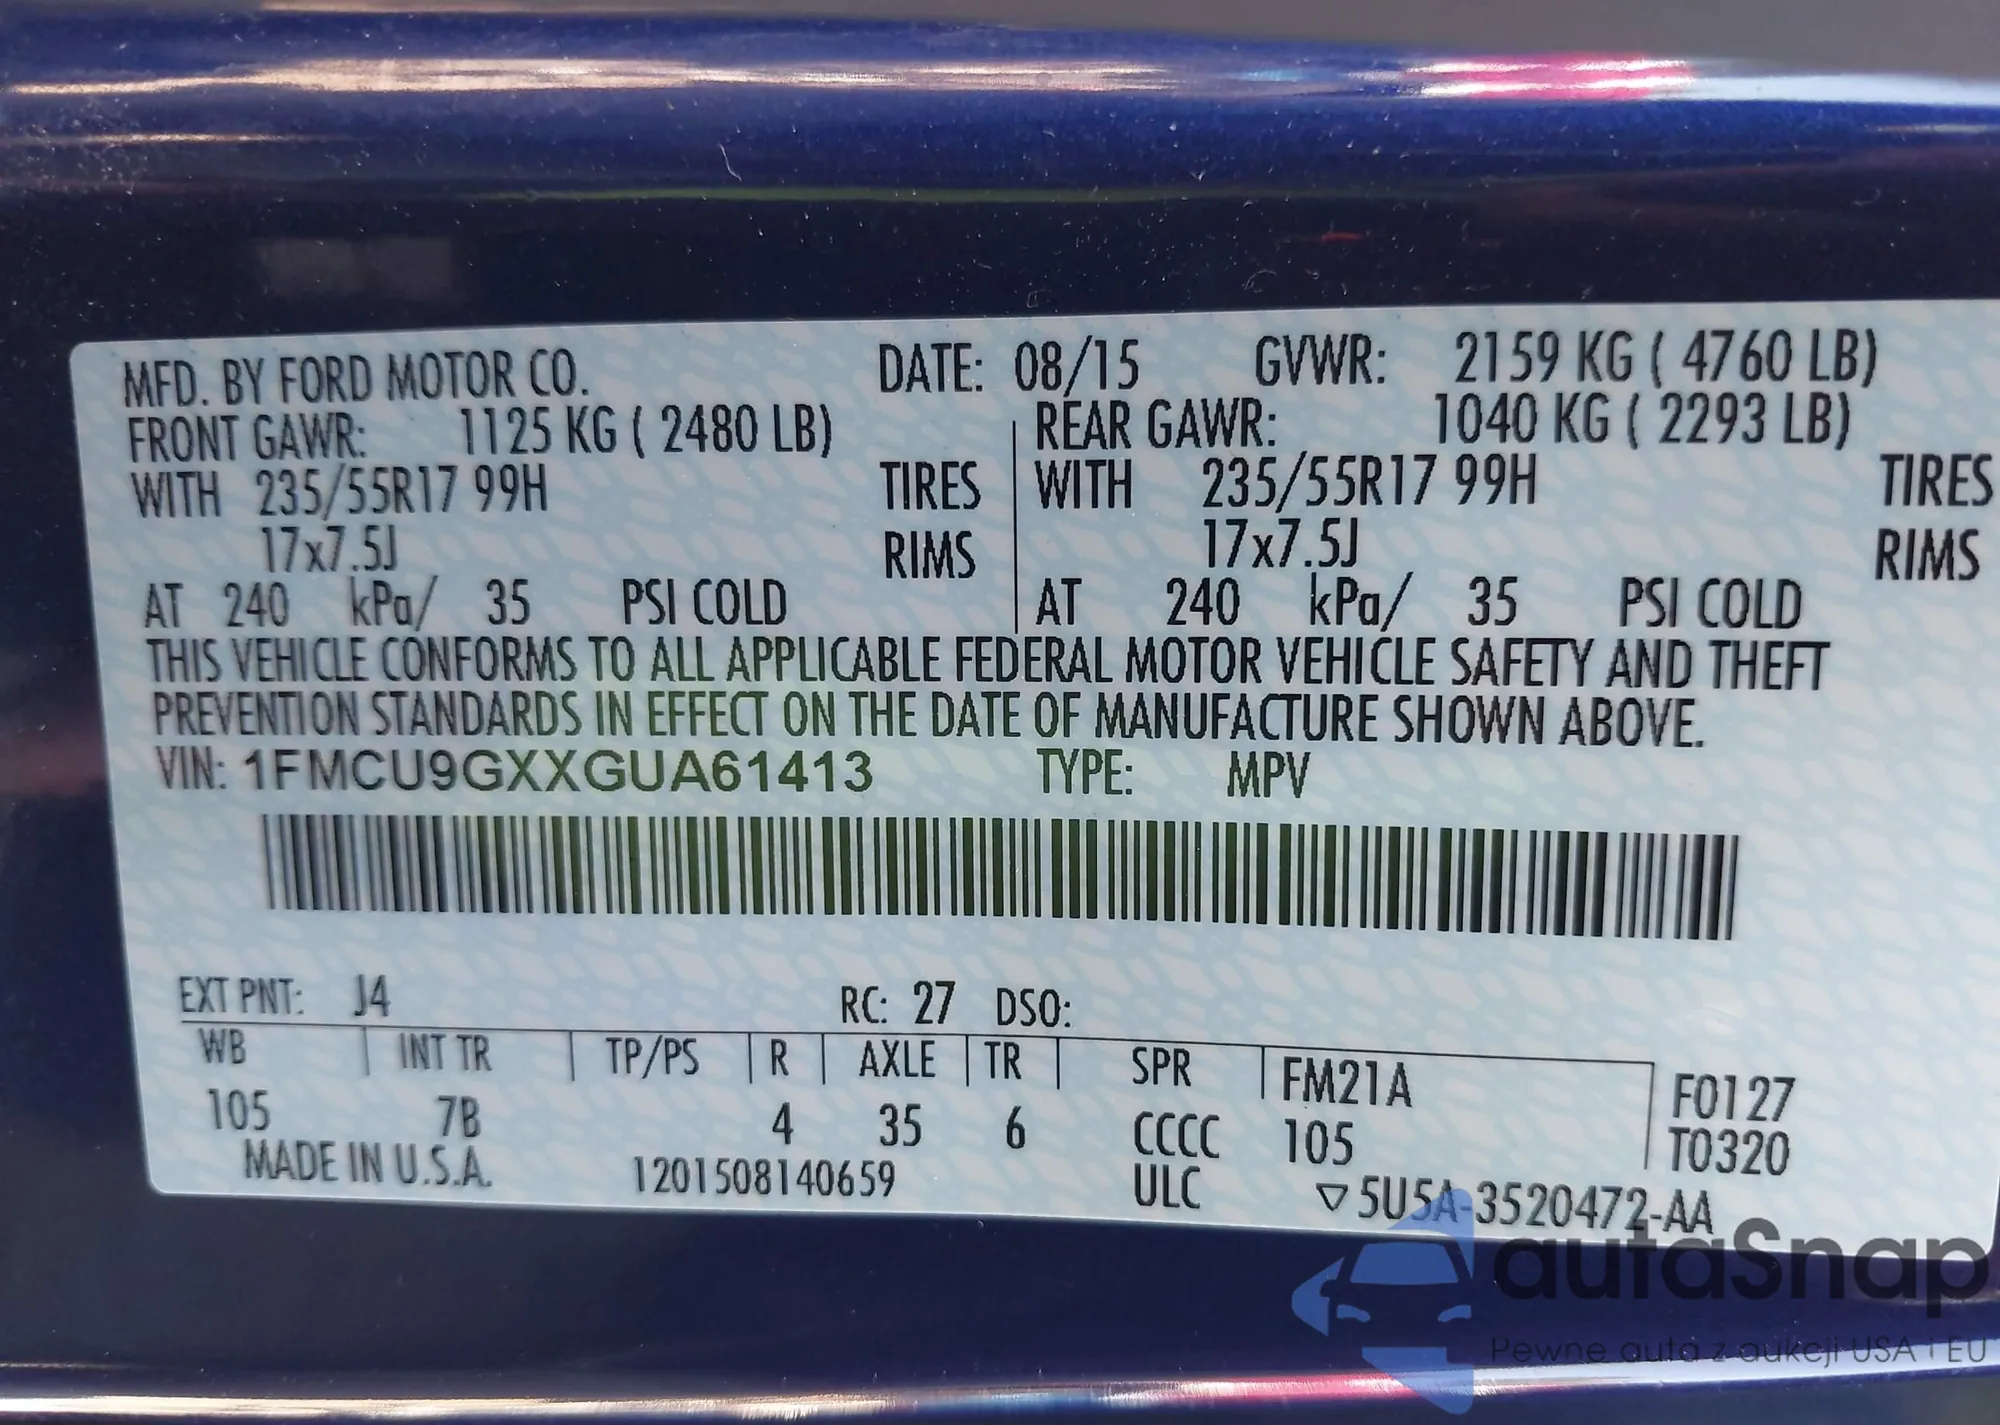 MFD. BY FORD MOTOR CO. DATE: 08/15 GVWR: 2159 KG ( 4760 LB)
FRONT GAWR: 1125 KG ( 2480 LB) REAR GAWR: 1040 KG ( 2293 LB)
WITH 235/55R17 99H TIRES WITH 235/55R17 99H TIRES
17x7.5J RIMS 17x7.5J RIMS
AT 240 kPa/ 35 PSI COLD AT 240 kPa/ 35 PSI COLD
THIS VEHICLE CONFORMS TO ALL APPLICABLE FEDERAL MOTOR VEHICLE SAFETY AND THEFT
PREVENTION STANDARDS IN EFFECT ON THE DATE OF MANUFACTURE SHOWN ABOVE.
VIN: 1FMCU9GXXGUA61413 TYPE: MPV
EXT PNT: J4 RC: 27 DSO:
WB INT TR TP/PS R AXLE TR SPR FM21A F0127
105 7B 4 35 6 CCCC 105 T0320
MADE IN U.S.A. 1201508140659 ULC ▽5U5A-3520472-AA
autaSnap
Pewne auta z aukcji USA i EU